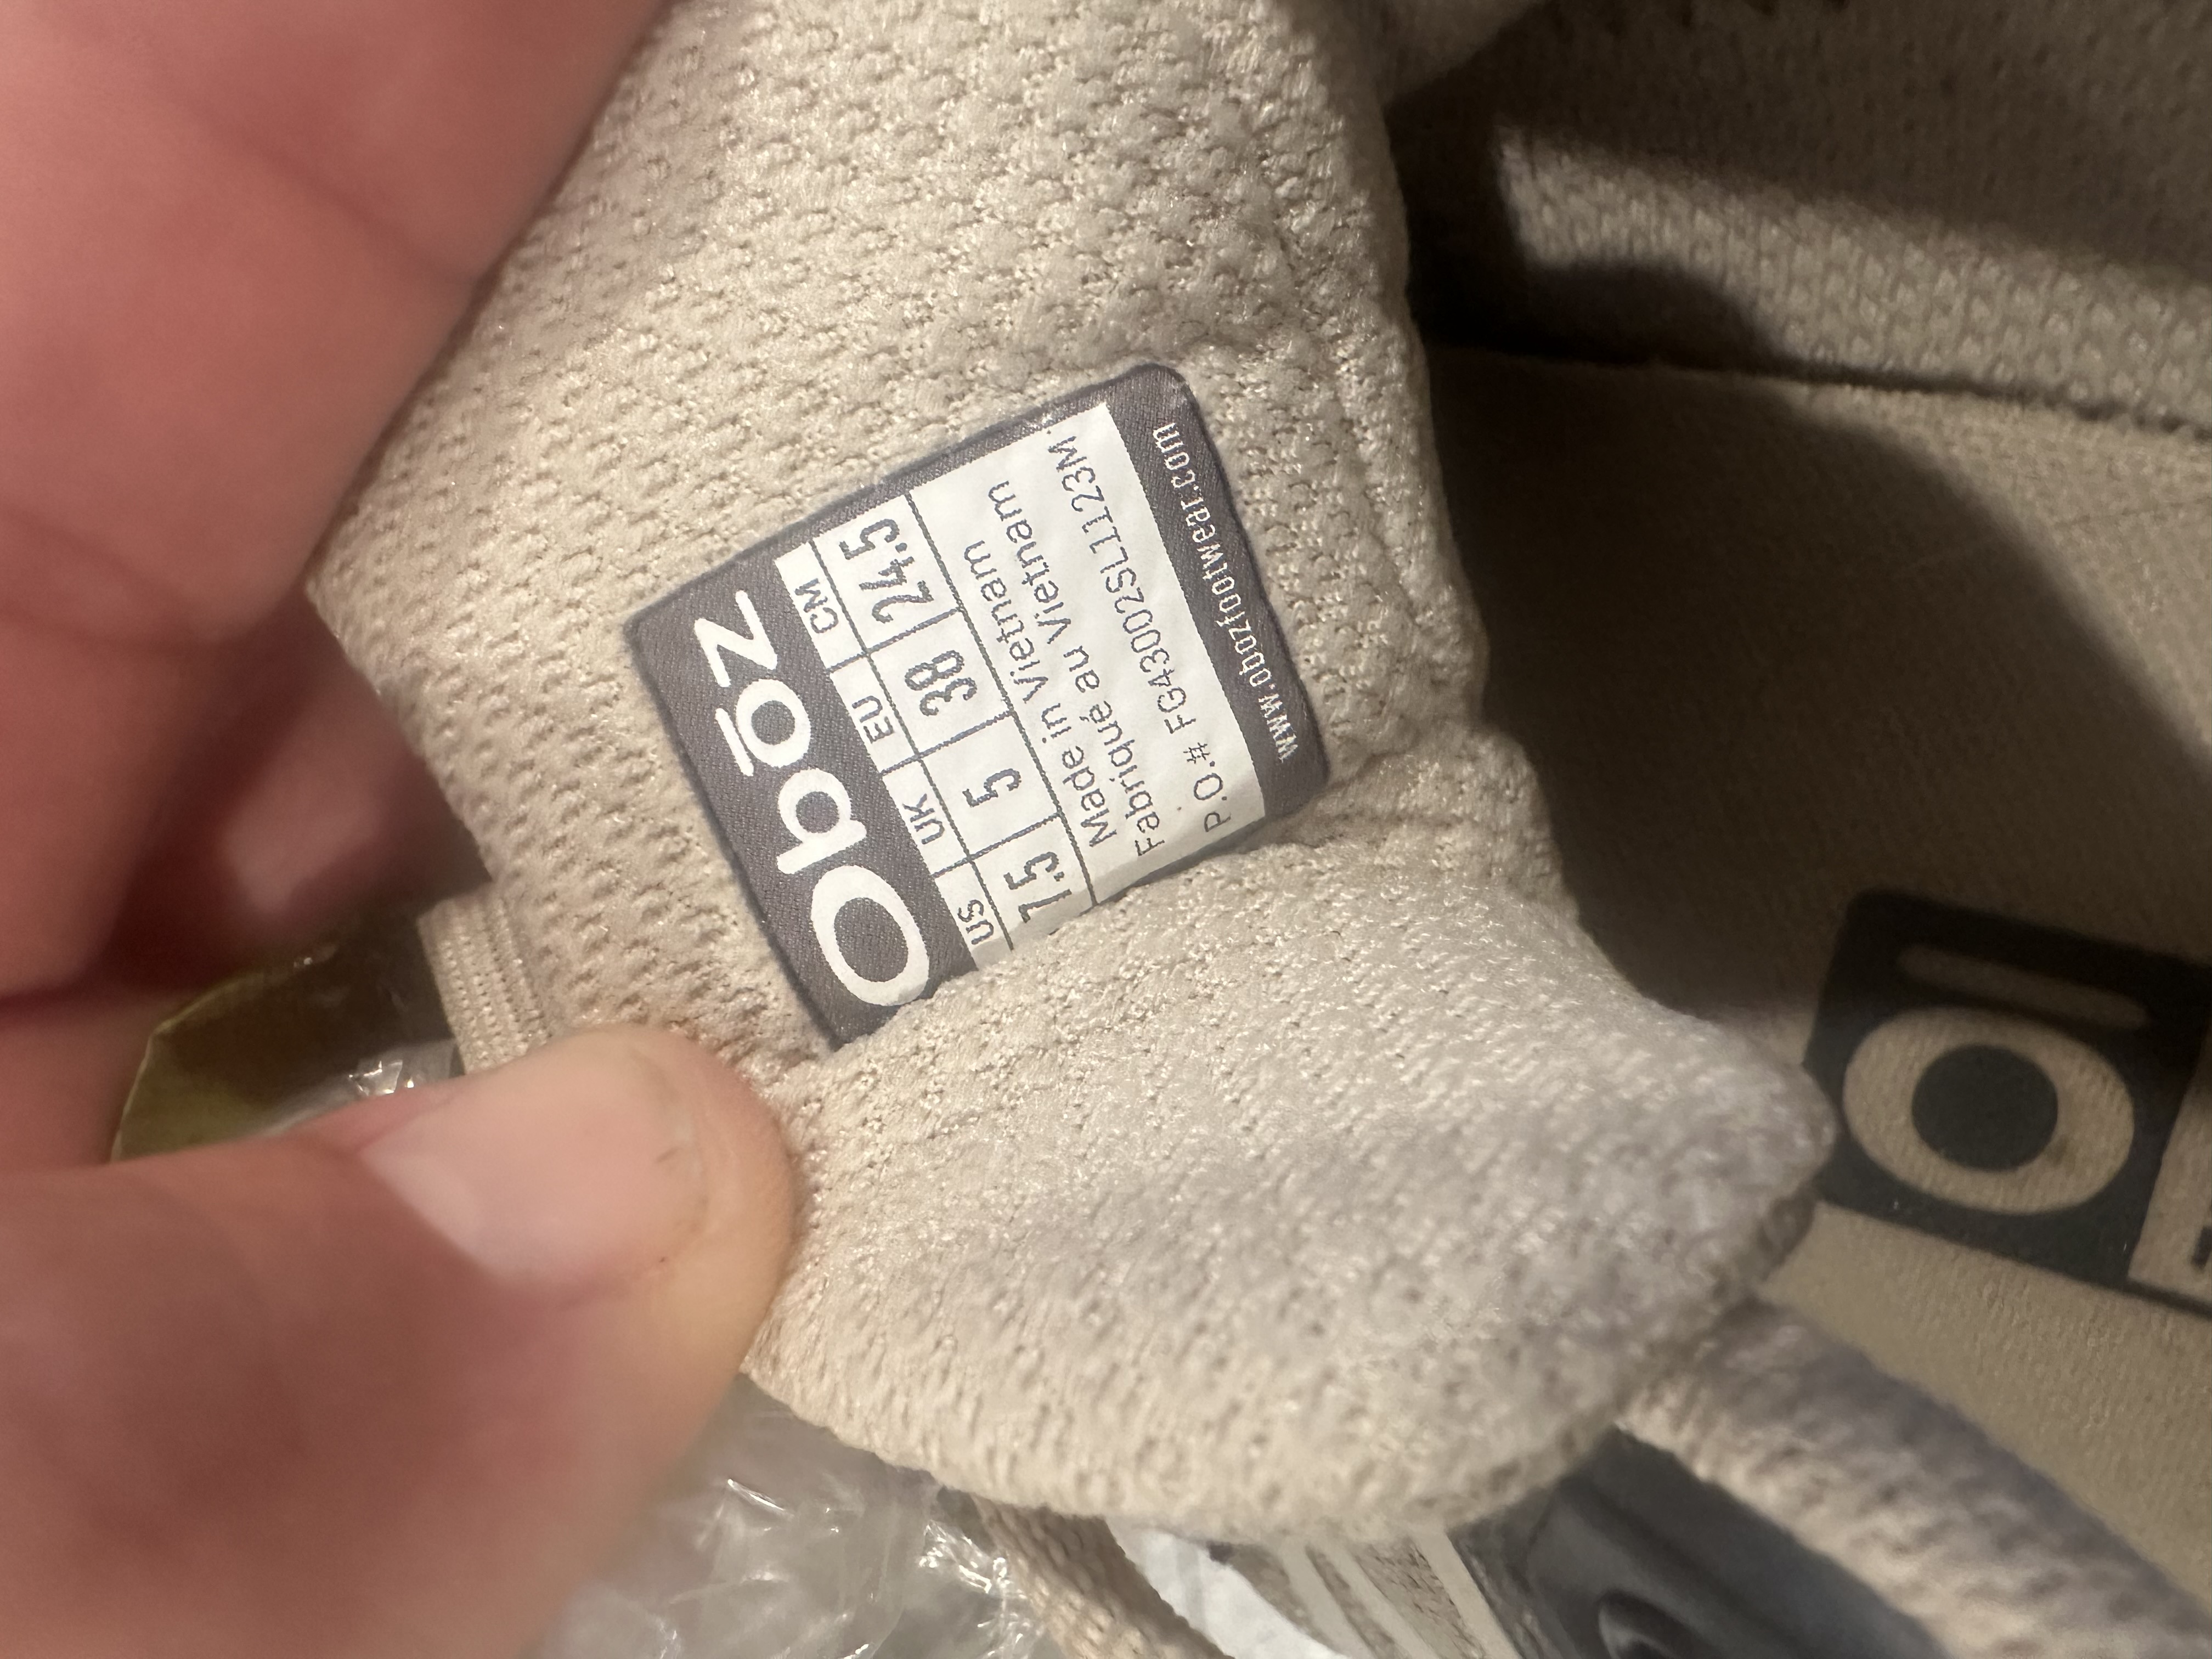 Obōz
US UK EU CM
7.5 5 38 24.5
Made in Vietnam
Fabriqué au Vietnam
P.O.# FG43002SL1123M
www.obozfootwear.com